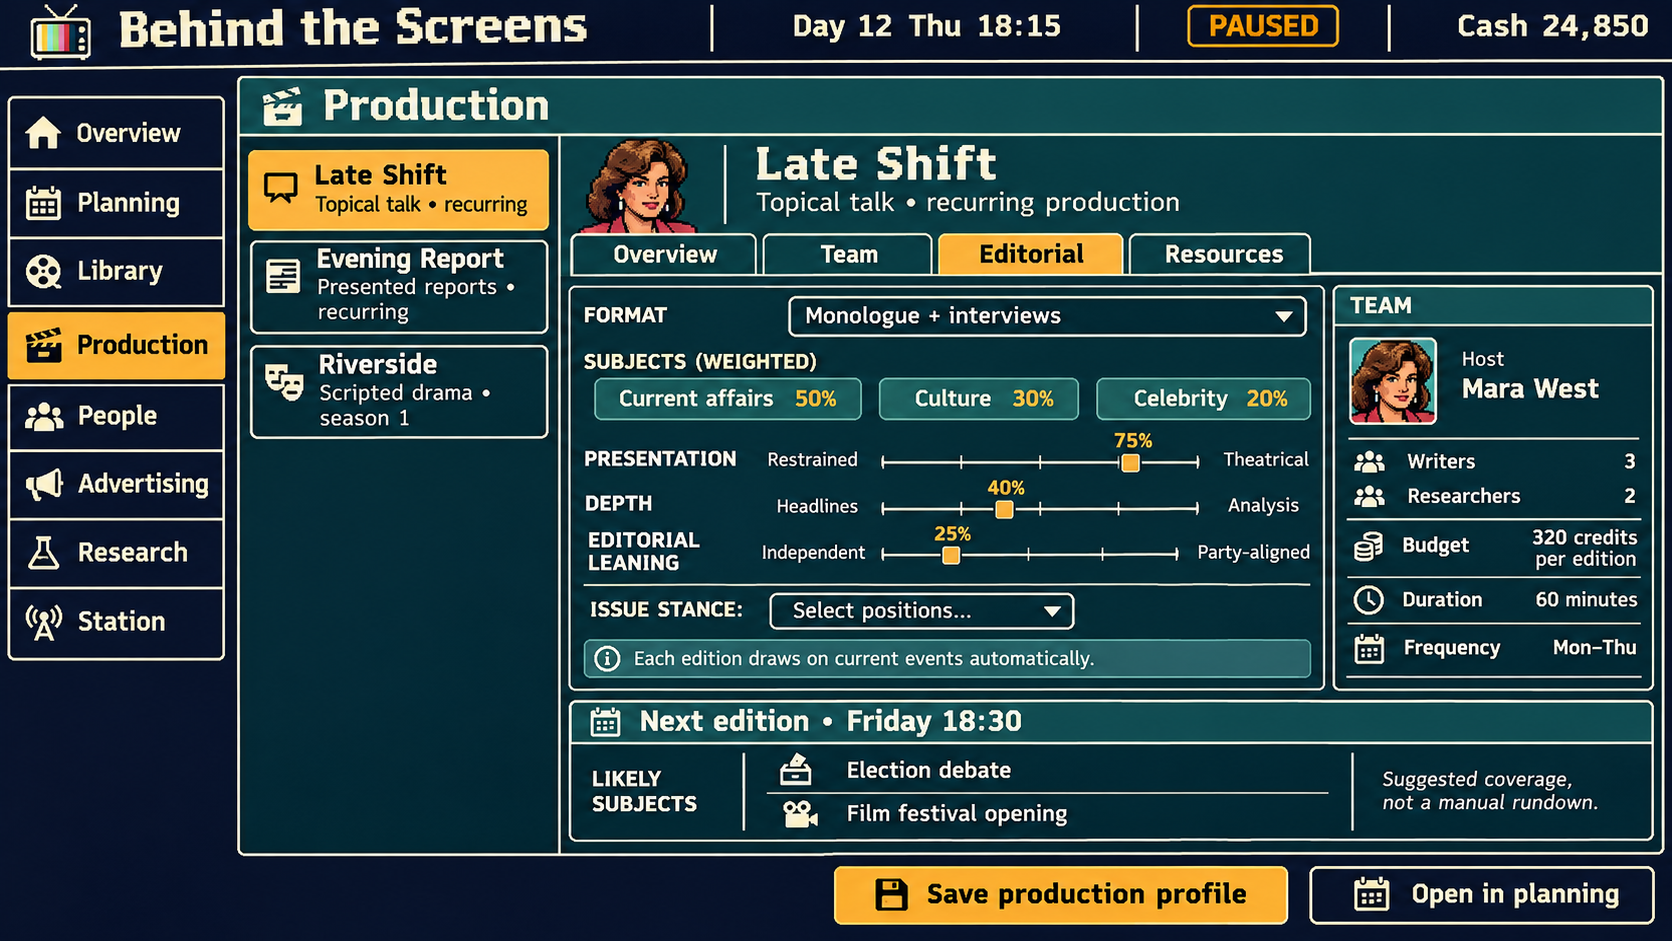 Behind the Screens
Day 12 Thu 18:15
PAUSED
Cash 24,850
Overview
Planning
Library
Production
People
Advertising
Research
Station
Production
Late Shift
Topical talk • recurring
Evening Report
Presented reports •
recurring
Riverside
Scripted drama •
season 1
Late Shift
Topical talk • recurring production
Overview
Team
Editorial
Resources
FORMAT
Monologue + interviews
SUBJECTS (WEIGHTED)
Current affairs 50%
Culture 30%
Celebrity 20%
PRESENTATION
Restrained
75%
Theatrical
DEPTH
Headlines
40%
Analysis
EDITORIAL
LEANING
Independent
25%
Party-aligned
ISSUE STANCE:
Select positions...
Each edition draws on current events automatically.
TEAM
Host
Mara West
Writers 3
Researchers 2
Budget
320 credits
per edition
Duration 60 minutes
Frequency Mon–Thu
Next edition • Friday 18:30
LIKELY
SUBJECTS
Election debate
Film festival opening
Suggested coverage,
not a manual rundown.
Save production profile
Open in planning